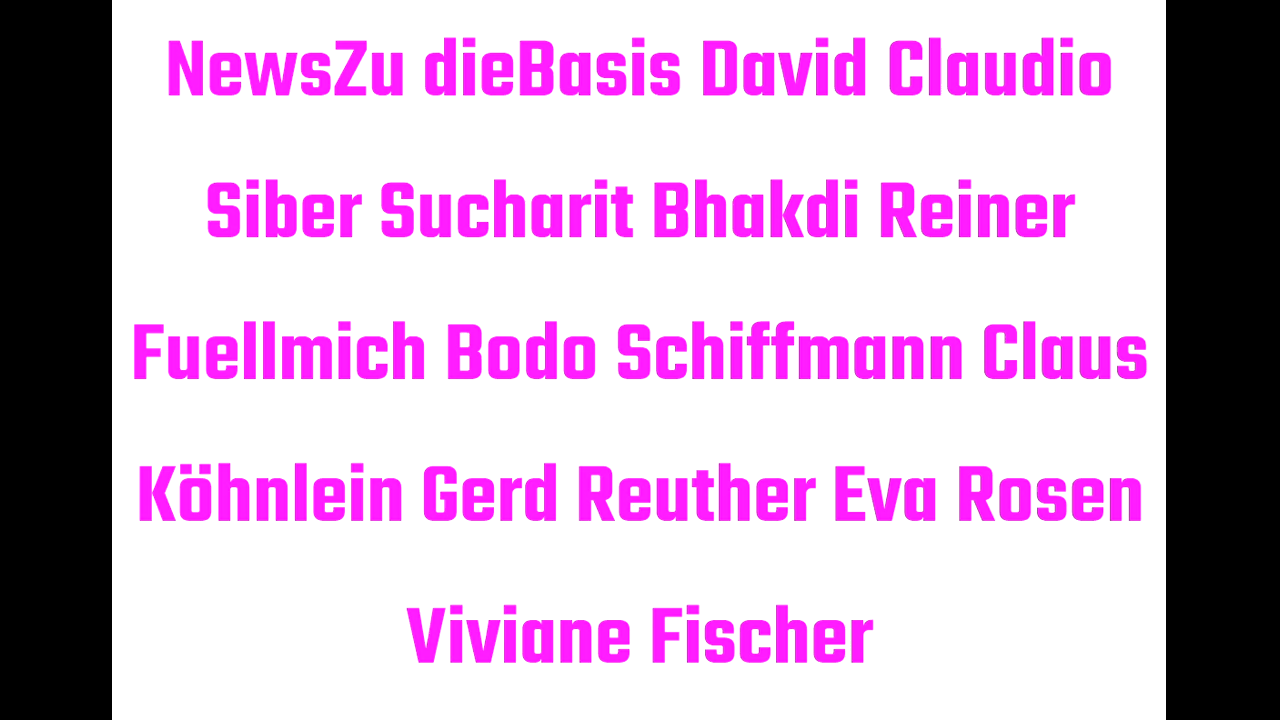 NewsZu dieBasis David Claudio
Siber Sucharit Bhakdi Reiner
Fuellmich Bodo Schiffmann Claus
Köhnlein Gerd Reuther Eva Rosen
Viviane Fischer